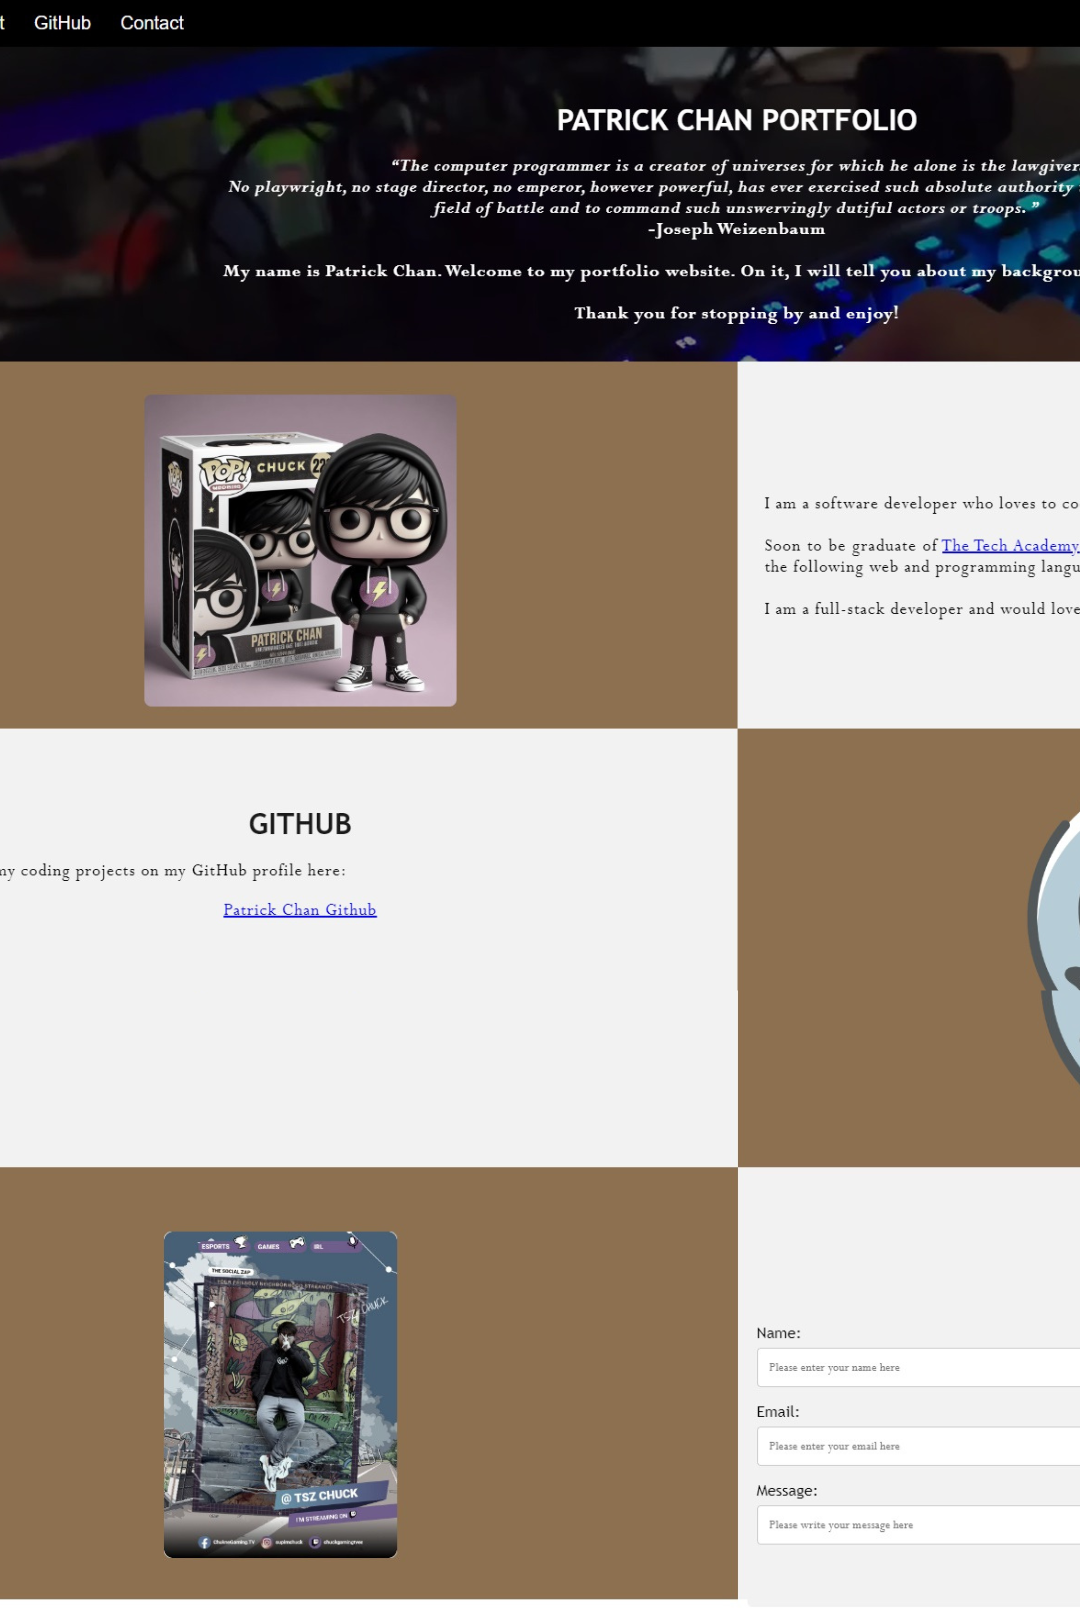 t GitHub Contact
PATRICK CHAN PORTFOLIO
“The computer programmer is a creator of universes for which he alone is the lawgiver.
No playwright, no stage director, no emperor, however powerful, has ever exercised such absolute authority
field of battle and to command such unswervingly dutiful actors or troops. ”
-Joseph Weizenbaum
My name is Patrick Chan. Welcome to my portfolio website. On it, I will tell you about my backgrou
Thank you for stopping by and enjoy!
POP! CHUCK
PATRICK CHAN
I am a software developer who loves to co
Soon to be graduate of The Tech Academy
the following web and programming langu
I am a full-stack developer and would love
GITHUB
my coding projects on my GitHub profile here:
Patrick Chan Github
ESPORTS GAMES IRL
THE SOCIAL ZAP
TSZ CHUCK
@ TSZ CHUCK
I'M STREAMING ON
Name:
Please enter your name here
Email:
Please enter your email here
Message:
Please write your message here